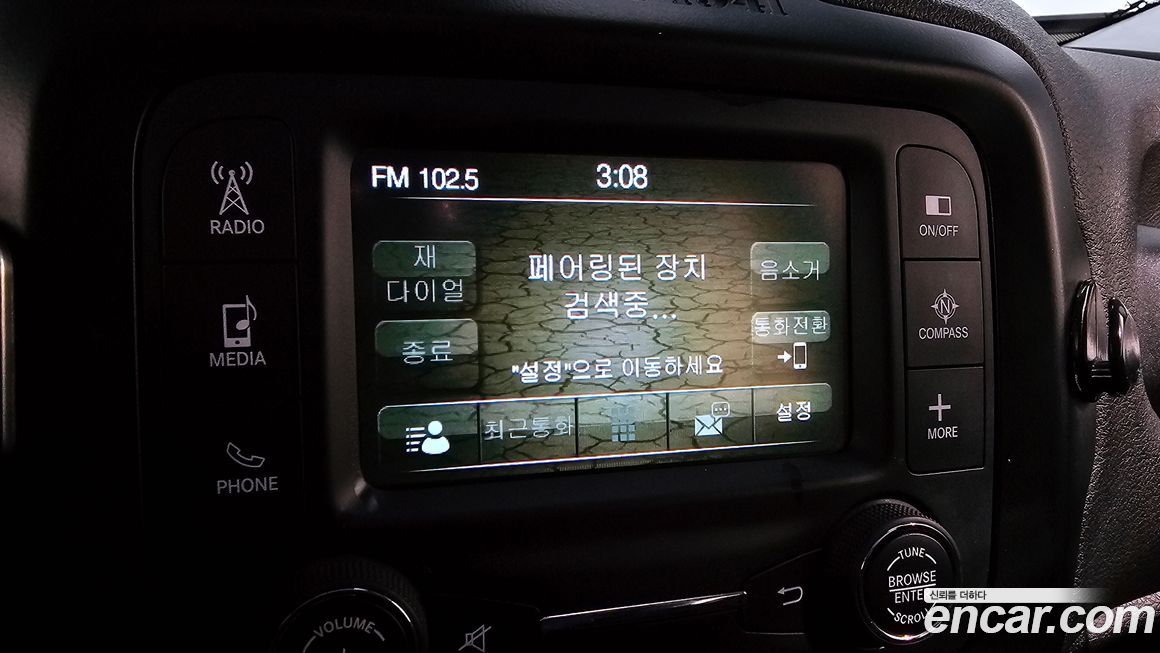 FM 102.5
3:08
RADIO
MEDIA
PHONE
재
다이얼
종료
페어링된 장치
검색중...
"설정"으로 이동하세요
음소거
통화전환
최근통화
설정
ON/OFF
N
COMPASS
MORE
VOLUME
TUNE
BROWSE
ENTER
SCROLL
신뢰를 더하다
encar.com